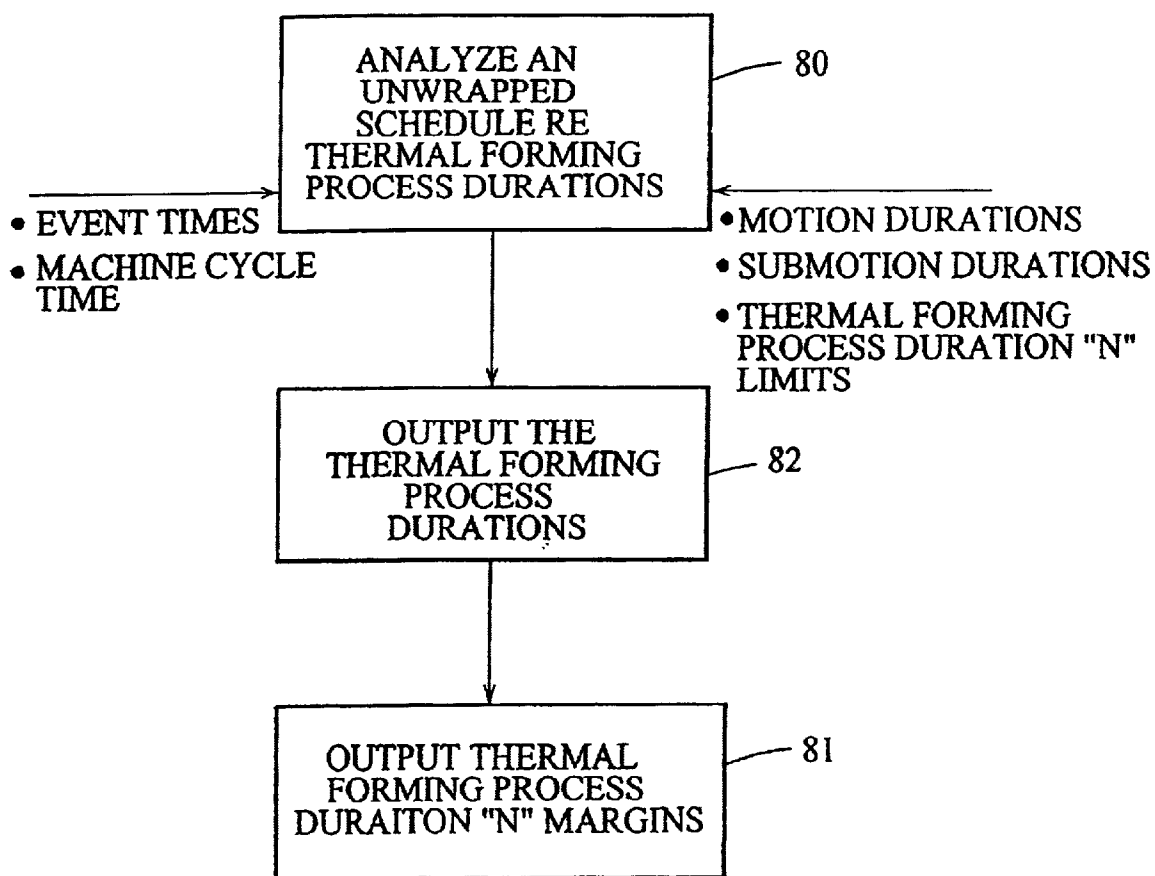 ANALYZE AN
UNWRAPPED
SCHEDULE RE
THERMAL FORMING
PROCESS DURATIONS
80
• EVENT TIMES
• MACHINE CYCLE
TIME
• MOTION DURATIONS
• SUBMOTION DURATIONS
• THERMAL FORMING
PROCESS DURATION "N"
LIMITS
OUTPUT THE
THERMAL FORMING
PROCESS
DURATIONS
82
OUTPUT THERMAL
FORMING PROCESS
DURAITON "N" MARGINS
81